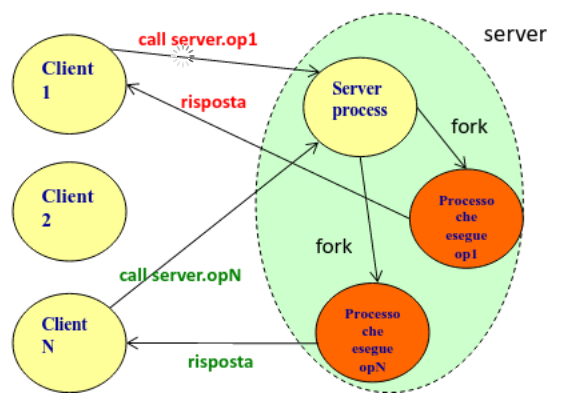 server
call server.op1
Client
1
Server
process
risposta
fork
Client
2
Processo
che
esegue
op1
fork
call server.opN
Client
N
Processo
che
esegue
opN
risposta